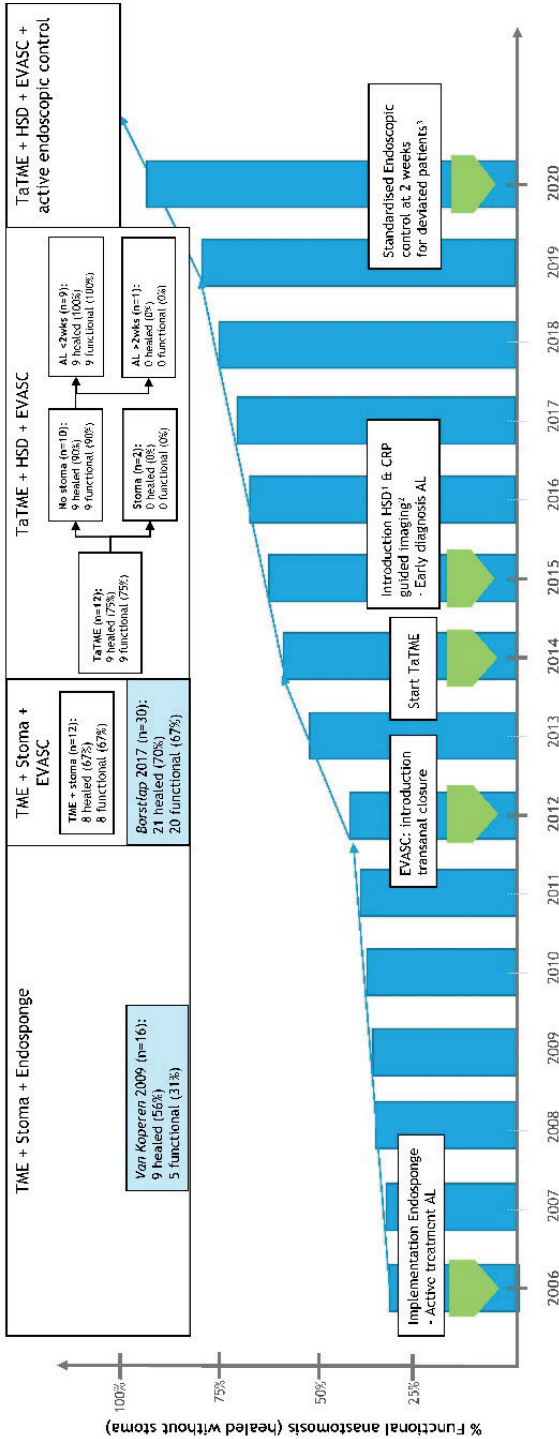 TME + Stoma + Endosponge
Van Koperen 2009 (n=16):
9 healed (56%)
5 functional (31%)
TME + Stoma +
EVASC
TME + stoma (n=12):
8 healed (67%)
8 functional (67%)
Borstlap 2017 (n=30):
21 healed (70%)
20 functional (67%)
TaTME + HSD + EVASC
TaTME (n=12):
9 healed (75%)
9 functional (75%)
No stoma (n=10):
9 healed (90%)
9 functional (90%)
Stoma (n=2):
0 healed (0%)
0 functional (0%)
AL <2wks (n=9):
9 healed (100%)
9 functional (100%)
AL >2wks (n=1):
0 healed (0%)
0 functional (0%)
TaTME + HSD + EVASC +
active endoscopic control
% Functional anastomosis (healed without stoma)
100%
75%
50%
25%
Implementation Endosponge
- Active treatment AL
EVASC: introduction
transanal closure
Start TaTME
Introduction HSD¹ & CRP
guided imaging²
- Early diagnosis AL
Standardised Endoscopic
control at 2 weeks
for deviated patients³
2006
2007
2008
2009
2010
2011
2012
2013
2014
2015
2016
2017
2018
2019
2020